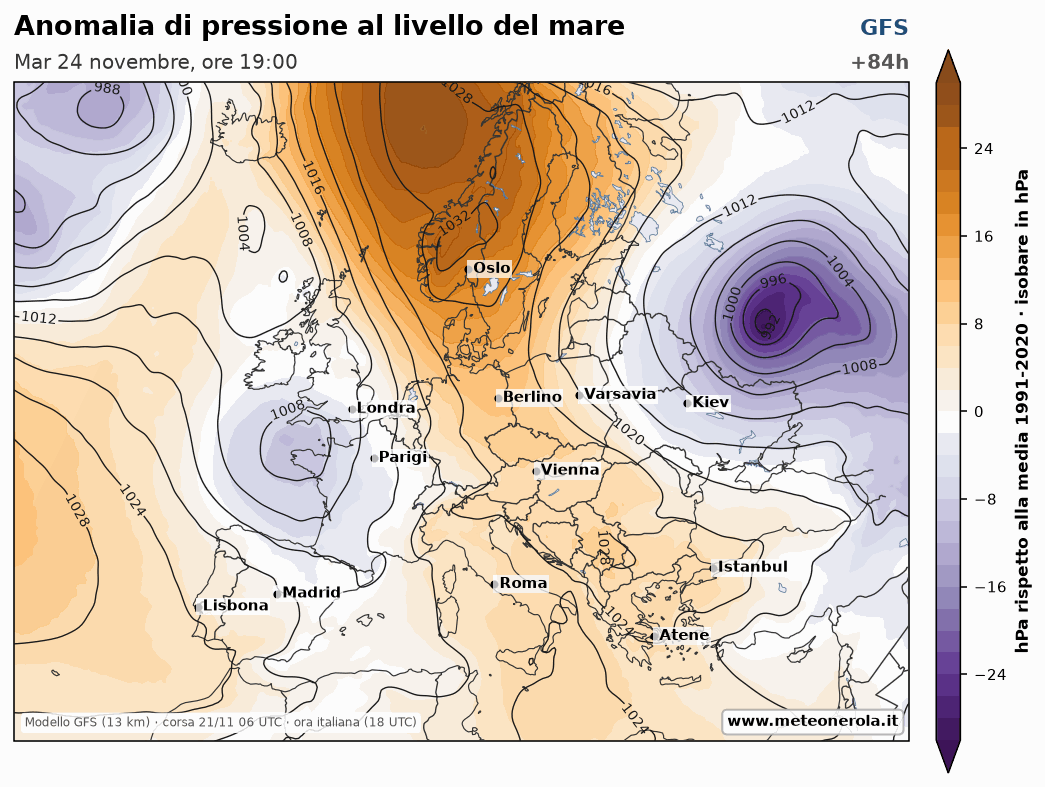 Anomalia di pressione al livello del mare
GFS
Mar 24 novembre, ore 19:00
+84h
988
1028
1016
1012
1016
1012
1004
1008
1032
1004
996
1000
992
Oslo
1012
1008
1008
Londra
Berlino
Varsavia
Kiev
1020
Parigi
Vienna
1028
1024
1028
Istanbul
Roma
Madrid
Lisbona
Atene
1024
Modello GFS (13 km) · corsa 21/11 06 UTC · ora italiana (18 UTC)
www.meteonerola.it
24
16
8
0
−8
−16
−24
hPa rispetto alla media 1991-2020 · isobare in hPa